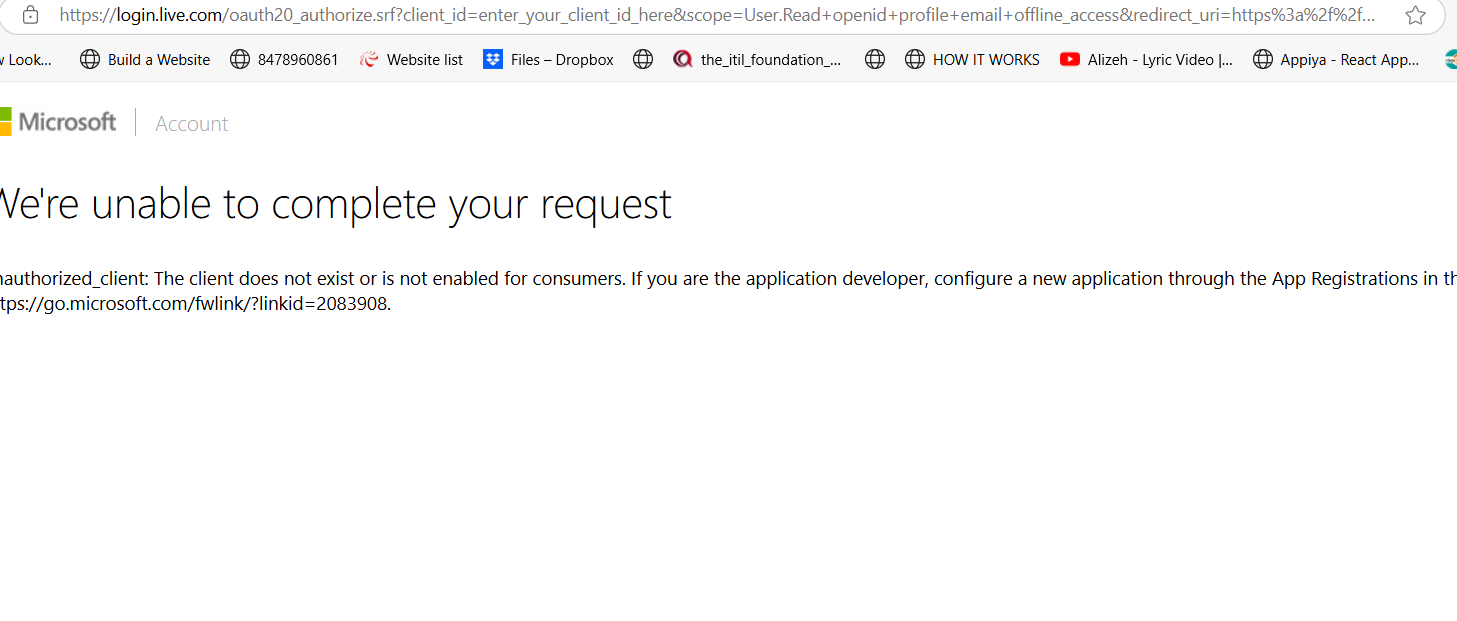 https://login.live.com/oauth20_authorize.srf?client_id=enter_your_client_id_here&scope=User.Read+openid+profile+email+offline_access&redirect_uri=https%3a%2f%2f...
w Look... Build a Website 8478960861 Website list Files – Dropbox the_itil_foundation_... HOW IT WORKS Alizeh - Lyric Video |... Appiya - React App...
Microsoft Account
We're unable to complete your request
nauthorized_client: The client does not exist or is not enabled for consumers. If you are the application developer, configure a new application through the App Registrations in th
tps://go.microsoft.com/fwlink/?linkid=2083908.